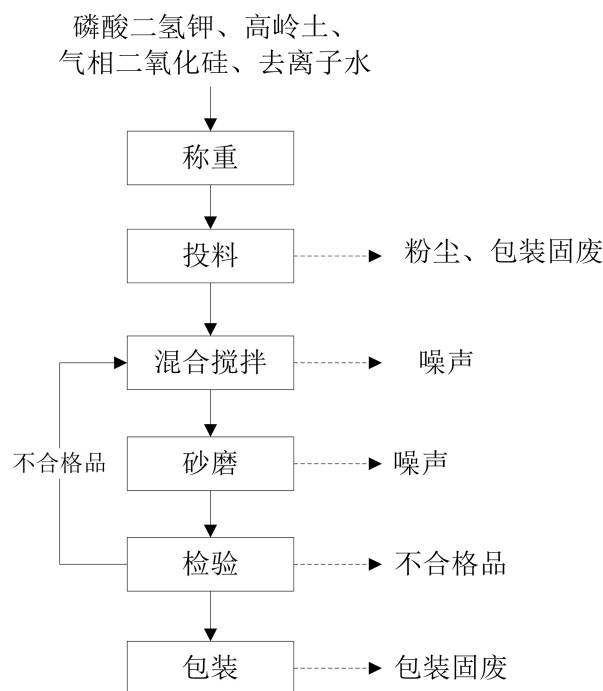 磷酸二氢钾、高岭土、
气相二氧化硅、去离子水
称重
投料
粉尘、包装固废
混合搅拌
噪声
不合格品
砂磨
噪声
检验
不合格品
包装
包装固废